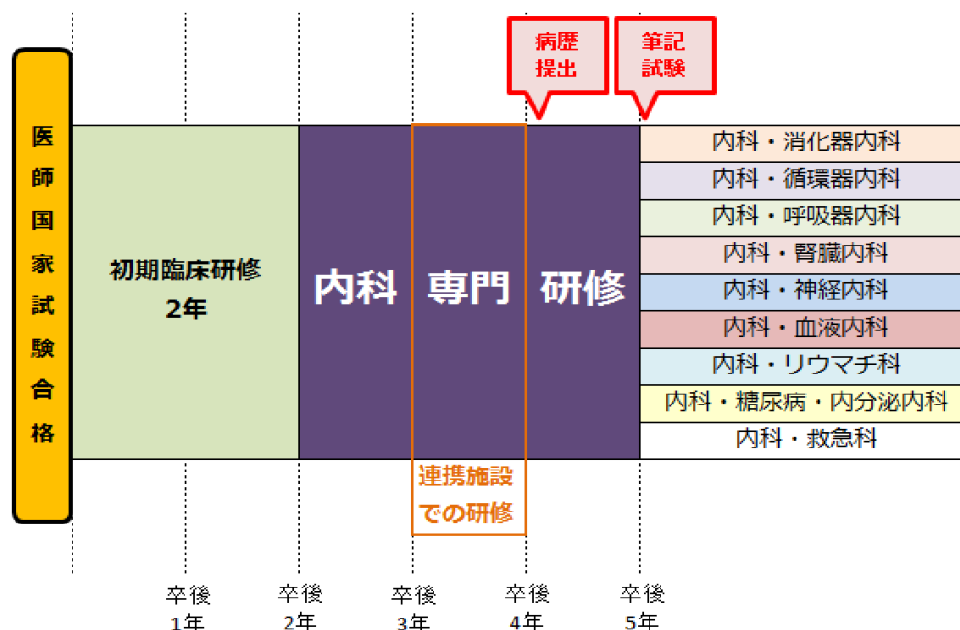 病歴
提出
筆記
試験
医師国家試験合格
初期臨床研修
2年
内科 専門 研修
内科・消化器内科
内科・循環器内科
内科・呼吸器内科
内科・腎臓内科
内科・神経内科
内科・血液内科
内科・リウマチ科
内科・糖尿病・内分泌内科
内科・救急科
連携施設
での研修
卒後
1年
卒後
2年
卒後
3年
卒後
4年
卒後
5年